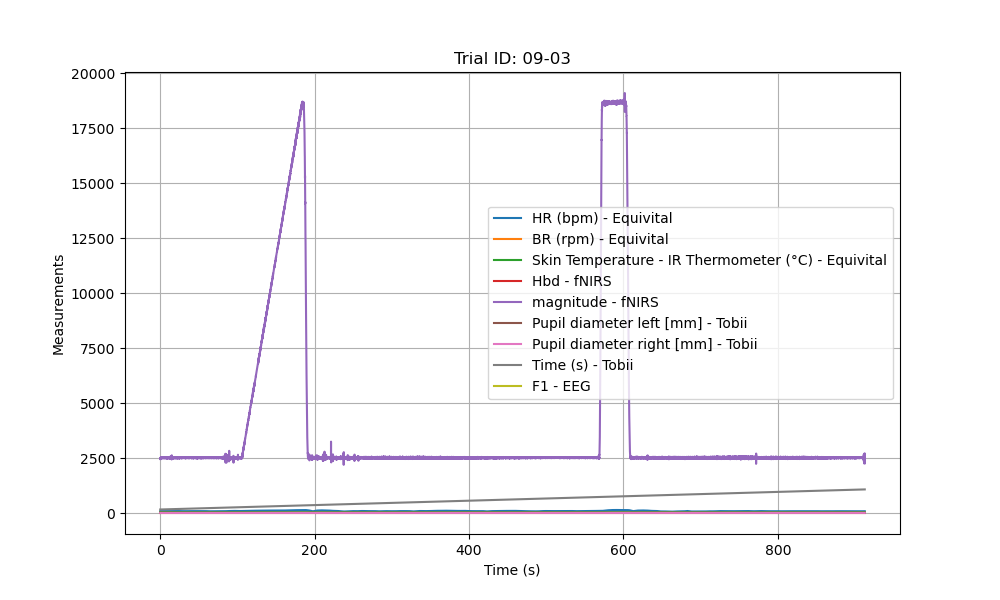 Trial ID: 09-03
20000
17500
15000
12500
10000
7500
5000
2500
0
Measurements
HR (bpm) - Equivital
BR (rpm) - Equivital
Skin Temperature - IR Thermometer (°C) - Equivital
Hbd - fNIRS
magnitude - fNIRS
Pupil diameter left [mm] - Tobii
Pupil diameter right [mm] - Tobii
Time (s) - Tobii
F1 - EEG
0 200 400 600 800
Time (s)